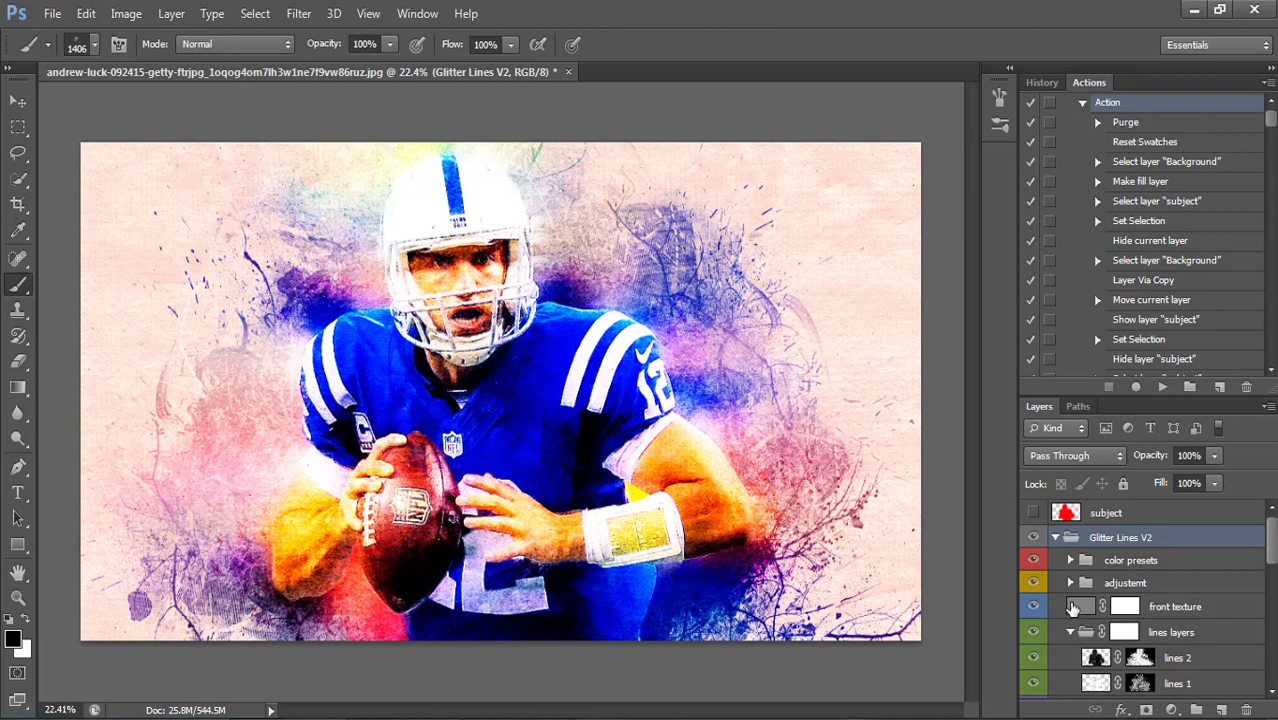 Ps File Edit Image Layer Type Select Filter 3D View Window Help
1406 Mode: Normal Opacity: 100% Flow: 100% Essentials
andrew-luck-092415-getty-ftrjpg_1oqog4om7lh3w1ne7f9vw86ruz.jpg @ 22.4% (Glitter Lines V2, RGB/8) *
History Actions
Action
Purge
Reset Swatches
Select layer "Background"
Make fill layer
Select layer "subject"
Set Selection
Hide current layer
Select layer "Background"
Layer Via Copy
Move current layer
Show layer "subject"
Set Selection
Hide layer "subject"
Layers Paths
Kind
Pass Through Opacity: 100%
Lock: Fill: 100%
subject
Glitter Lines V2
color presets
adjustemt
front texture
lines layers
lines 2
lines 1
12
C
NFL
NFL
22.41% Doc: 25.8M/544.5M